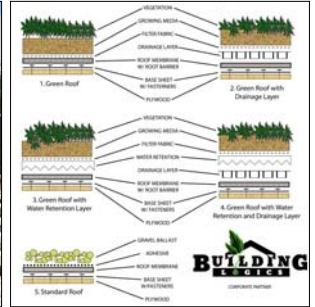 VEGETATION
GROWING MEDIA
FILTER FABRIC
DRAINAGE LAYER
ROOF MEMBRANE
W/ ROOT BARRIER
BASE SHEET
W/ FASTENERS
PLYWOOD
1. Green Roof
2. Green Roof with
Drainage Layer
VEGETATION
GROWING MEDIA
FILTER FABRIC
WATER RETENTION
DRAINAGE LAYER
ROOF MEMBRANE
W/ ROOT BARRIER
BASE SHEET
W/ FASTENERS
PLYWOOD
3. Green Roof with
Water Retention Layer
4. Green Roof with Water
Retention and Drainage Layer
GRAVEL BALLAST
ADHESIVE
ROOF MEMBRANE
BASE SHEET
W/FASTENERS
PLYWOOD
5. Standard Roof
BUILDING
LOGICS
CORPORATE PARTNER